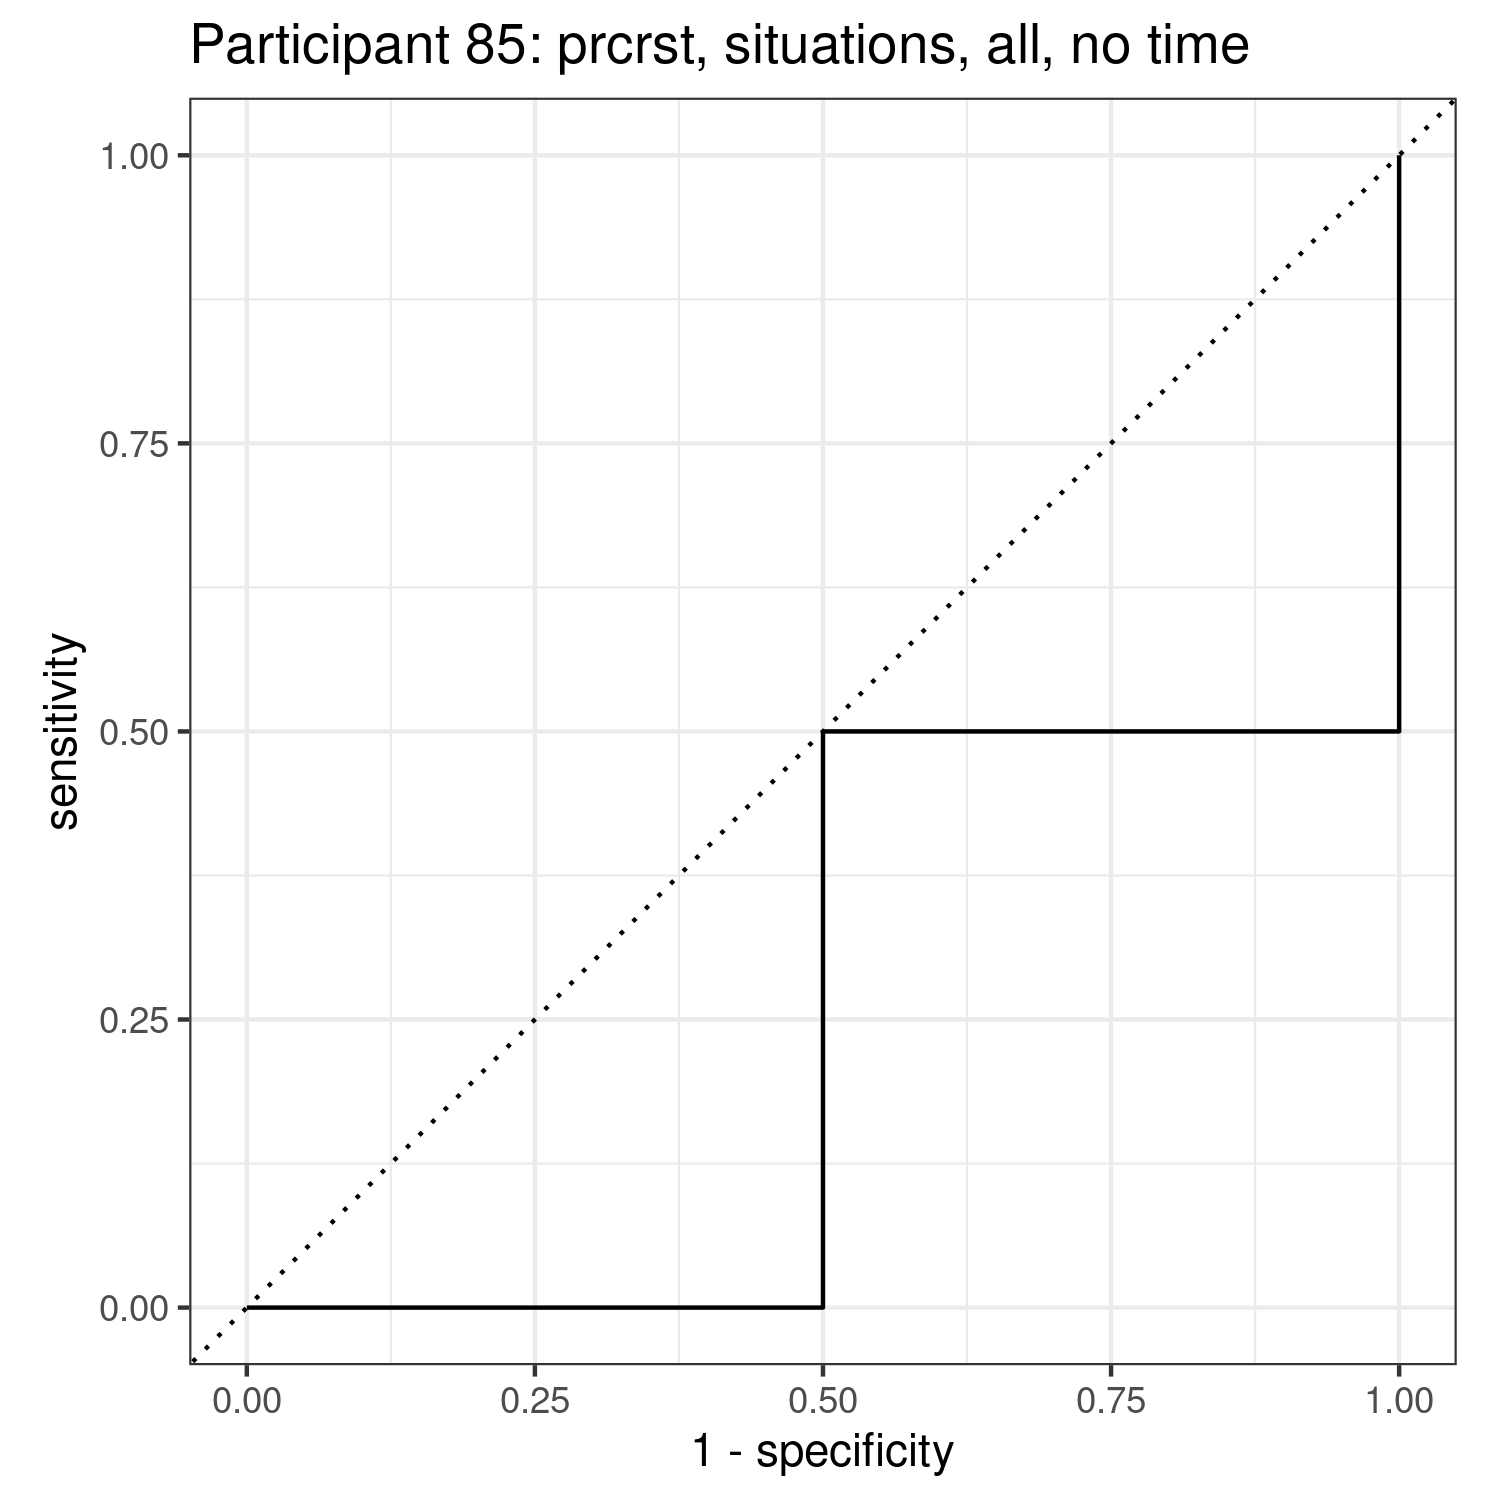 Participant 85: prcrst, situations, all, no time
sensitivity
1.00
0.75
0.50
0.25
0.00
0.00 0.25 0.50 0.75 1.00
1 - specificity